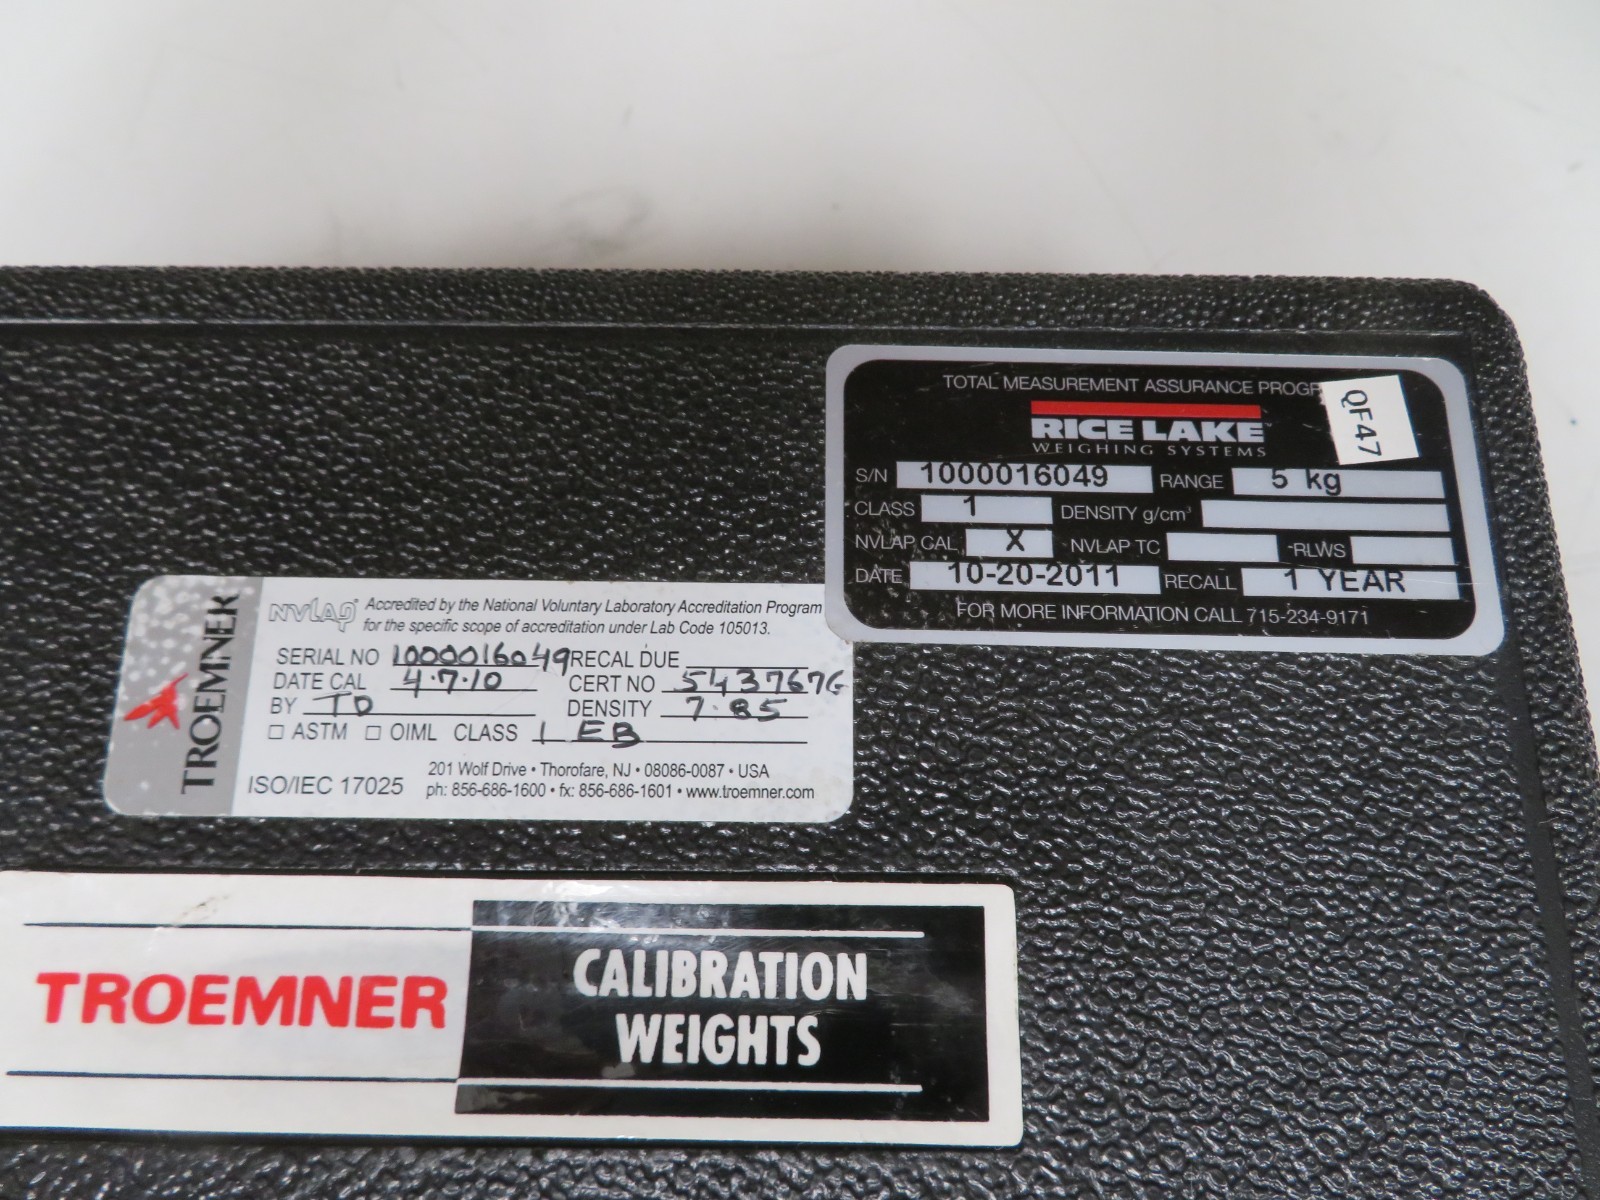 TOTAL MEASUREMENT ASSURANCE PROGR
QF47
RICE LAKE
WEIGHING SYSTEMS
S/N 1000016049 RANGE 5 kg
CLASS 1 DENSITY g/cm³
NVLAP CAL X NVLAP TC RLWS
DATE 10-20-2011 RECALL 1 YEAR
FOR MORE INFORMATION CALL 715-234-9171
TROEMNER
NVLAP® Accredited by the National Voluntary Laboratory Accreditation Program
for the specific scope of accreditation under Lab Code 105013.
SERIAL NO 1000016049 RECAL DUE
DATE CAL 4.7.10 CERT NO 543767G
BY TD DENSITY 7.85
☐ ASTM ☐ OIML CLASS 1 EB
ISO/IEC 17025
201 Wolf Drive • Thorofare, NJ • 08086-0087 • USA
ph: 856-686-1600 • fx: 856-686-1601 • www.troemner.com
TROEMNER
CALIBRATION
WEIGHTS